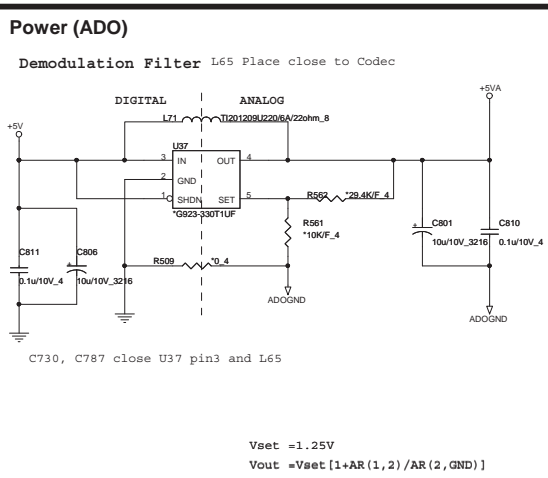 Power (ADO)
Demodulation Filter L65 Place close to Codec
DIGITAL ANALOG
+5V
+5VA
L71 TI201209U220/6A/22ohm_8
U37
3 IN OUT 4
2 GND
1 SHDN SET 5
*G923-330T1UF
R562 *29.4K/F_4
R561
*10K/F_4
C801
10u/10V_3216
C810
0.1u/10V_4
C811
0.1u/10V_4
C806
10u/10V_3216
R509 *0_4
ADOGND
ADOGND
C730, C787 close U37 pin3 and L65
Vset =1.25V
Vout =Vset[1+AR(1,2)/AR(2,GND)]